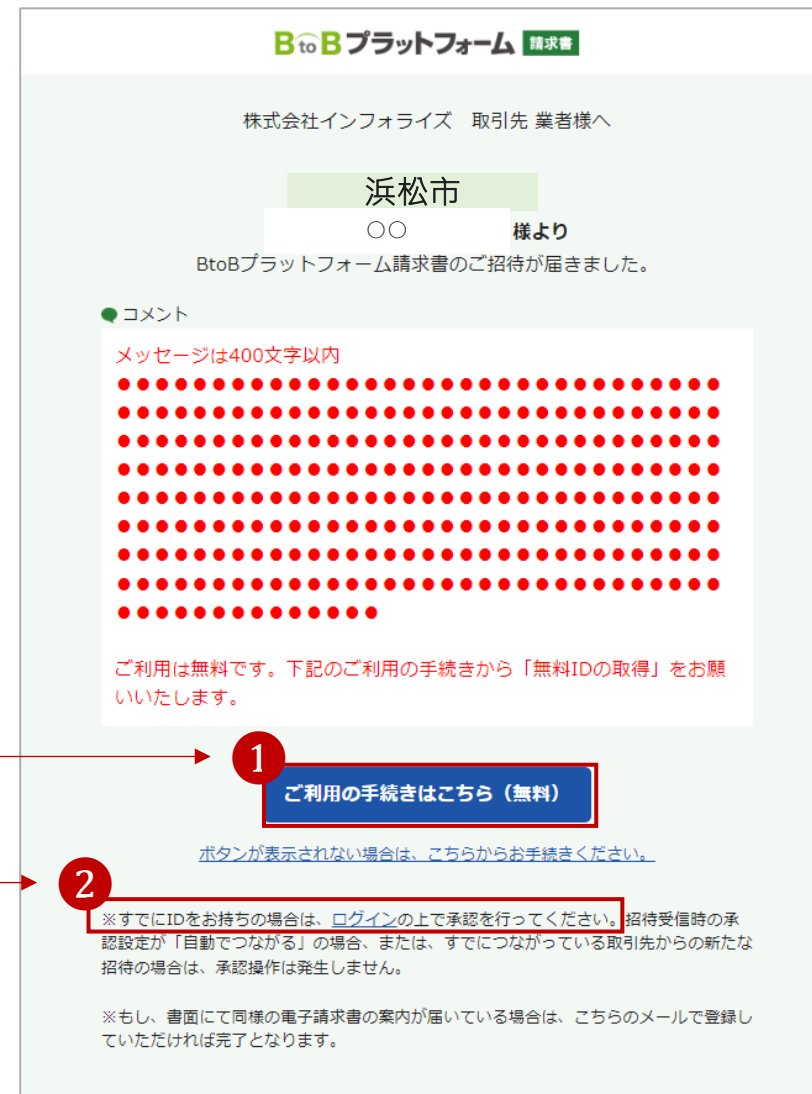 BtoBプラットフォーム 請求書
株式会社インフォライズ　取引先 業者様へ
浜松市
○○ 様より
BtoBプラットフォーム請求書のご招待が届きました。
コメント
メッセージは400文字以内
●●●●●●●●●●●●●●●●●●●●●●●●●●●●●●●●
●●●●●●●●●●●●●●●●●●●●●●●●●●●●●●●●
●●●●●●●●●●●●●●●●●●●●●●●●●●●●●●●●
●●●●●●●●●●●●●●●●●●●●●●●●●●●●●●●●
●●●●●●●●●●●●●●●●●●●●●●●●●●●●●●●●
●●●●●●●●●●●●●●●●●●●●●●●●●●●●●●●●
●●●●●●●●●●●●●●●●●●●●●●●●●●●●●●●●
●●●●●●●●●●●●●●●●●●●●●●●●●●●●●●●●
●●●●●●●●●●●●●●
ご利用は無料です。下記のご利用の手続きから「無料IDの取得」をお願
いいたします。
1
ご利用の手続きはこちら（無料）
ボタンが表示されない場合は、こちらからお手続きください。
2
※すでにIDをお持ちの場合は、ログインの上で承認を行ってください。招待受信時の承
認設定が「自動でつながる」の場合、または、すでにつながっている取引先からの新たな
招待の場合は、承認操作は発生しません。
※もし、書面にて同様の電子請求書の案内が届いている場合は、こちらのメールで登録し
ていただければ完了となります。